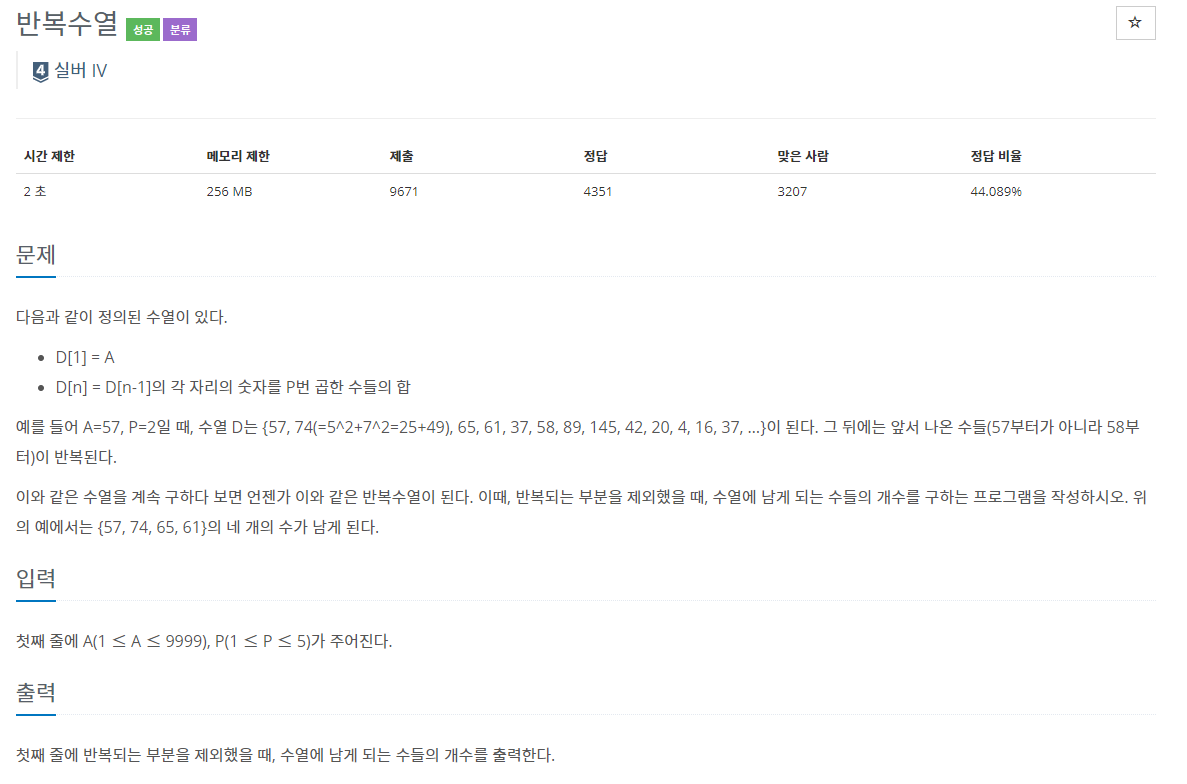 반복수열 성공 분류
☆
4 실버 IV
시간 제한 메모리 제한 제출 정답 맞은 사람 정답 비율
2 초 256 MB 9671 4351 3207 44.089%
문제
다음과 같이 정의된 수열이 있다.
• D[1] = A
• D[n] = D[n-1]의 각 자리의 숫자를 P번 곱한 수들의 합
예를 들어 A=57, P=2일 때, 수열 D는 {57, 74(=5^2+7^2=25+49), 65, 61, 37, 58, 89, 145, 42, 20, 4, 16, 37, …}이 된다. 그 뒤에는 앞서 나온 수들(57부터가 아니라 58부
터)이 반복된다.
이와 같은 수열을 계속 구하다 보면 언젠가 이와 같은 반복수열이 된다. 이때, 반복되는 부분을 제외했을 때, 수열에 남게 되는 수들의 개수를 구하는 프로그램을 작성하시오. 위
의 예에서는 {57, 74, 65, 61}의 네 개의 수가 남게 된다.
입력
첫째 줄에 A(1 ≤ A ≤ 9999), P(1 ≤ P ≤ 5)가 주어진다.
출력
첫째 줄에 반복되는 부분을 제외했을 때, 수열에 남게 되는 수들의 개수를 출력한다.